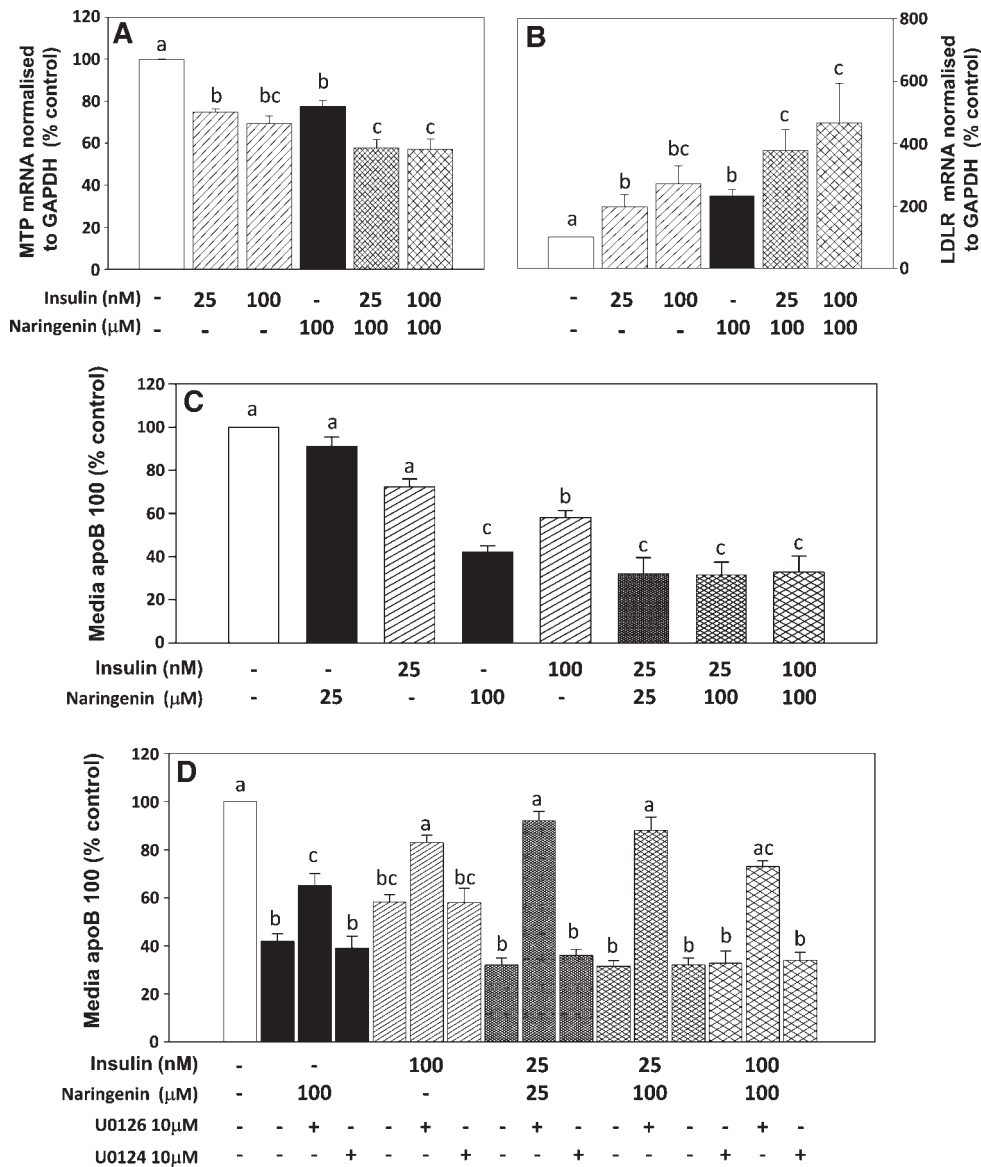 A
MTP mRNA normalised
to GAPDH (% control)
120
100
80
60
40
20
0
a
b
bc
b
c
c
B
LDLR mRNA normalised
to GAPDH (% control)
800
600
400
200
0
a
b
bc
b
c
c
Insulin (nM) - 25 100 - 25 100 - 25 100 - 25 100
Naringenin (μM) - - - 100 100 100 - - - 100 100 100
C
Media apoB 100 (% control)
120
100
80
60
40
20
0
a
a
a
c
b
c
c
c
Insulin (nM) - - 25 - 100 25 25 100
Naringenin (μM) - 25 - 100 - 25 100 100
D
Media apoB 100 (% control)
120
100
80
60
40
20
0
a
b
c
b
bc
a
bc
b
a
b
b
a
b
b
ac
b
Insulin (nM) - - 100 25 25 100
Naringenin (μM) - 100 - 25 100 100
U0126 10μM - - + - - + - - + - - + - - + -
U0124 10μM - - - + - - + - - + - - - + - +